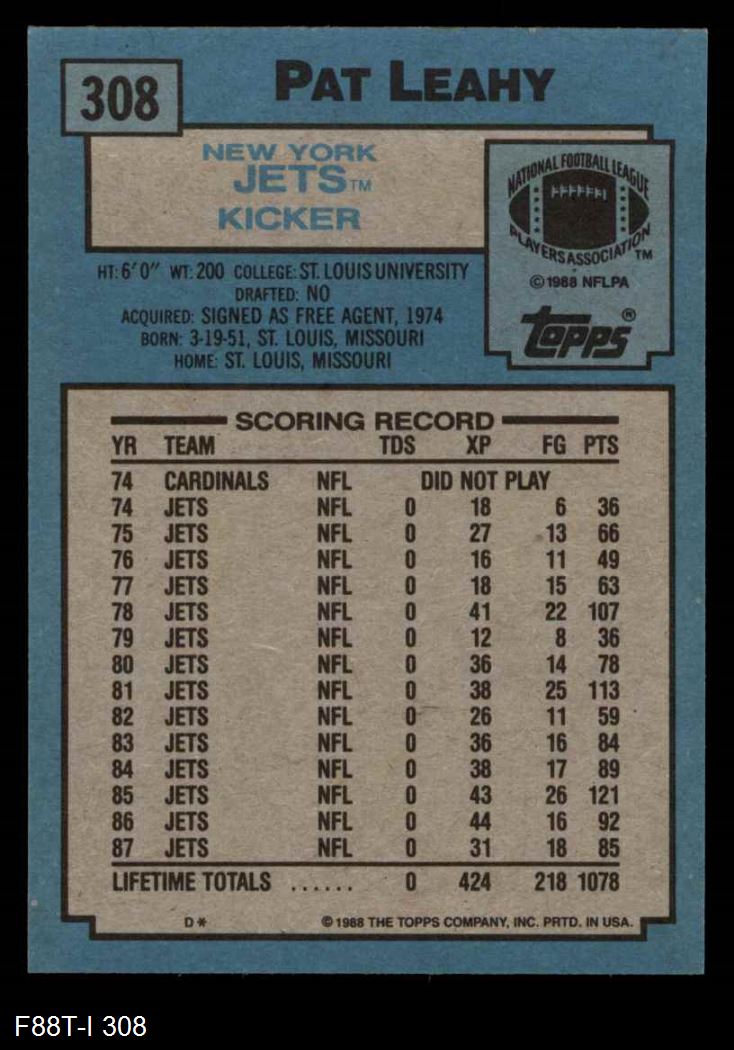 308
PAT LEAHY
NEW YORK
JETS™
KICKER
NATIONAL FOOTBALL LEAGUE
PLAYERS ASSOCIATION™
© 1988 NFLPA
Topps®
HT: 6'0" WT: 200 COLLEGE: ST. LOUIS UNIVERSITY
DRAFTED: NO
ACQUIRED: SIGNED AS FREE AGENT, 1974
BORN: 3-19-51, ST. LOUIS, MISSOURI
HOME: ST. LOUIS, MISSOURI
SCORING RECORD
YR TEAM TDS XP FG PTS
74 CARDINALS NFL DID NOT PLAY
74 JETS NFL 0 18 6 36
75 JETS NFL 0 27 13 66
76 JETS NFL 0 16 11 49
77 JETS NFL 0 18 15 63
78 JETS NFL 0 41 22 107
79 JETS NFL 0 12 8 36
80 JETS NFL 0 36 14 78
81 JETS NFL 0 38 25 113
82 JETS NFL 0 26 11 59
83 JETS NFL 0 36 16 84
84 JETS NFL 0 38 17 89
85 JETS NFL 0 43 26 121
86 JETS NFL 0 44 16 92
87 JETS NFL 0 31 18 85
LIFETIME TOTALS ...... 0 424 218 1078
D* © 1988 THE TOPPS COMPANY, INC. PRTD. IN USA.
F88T-I 308